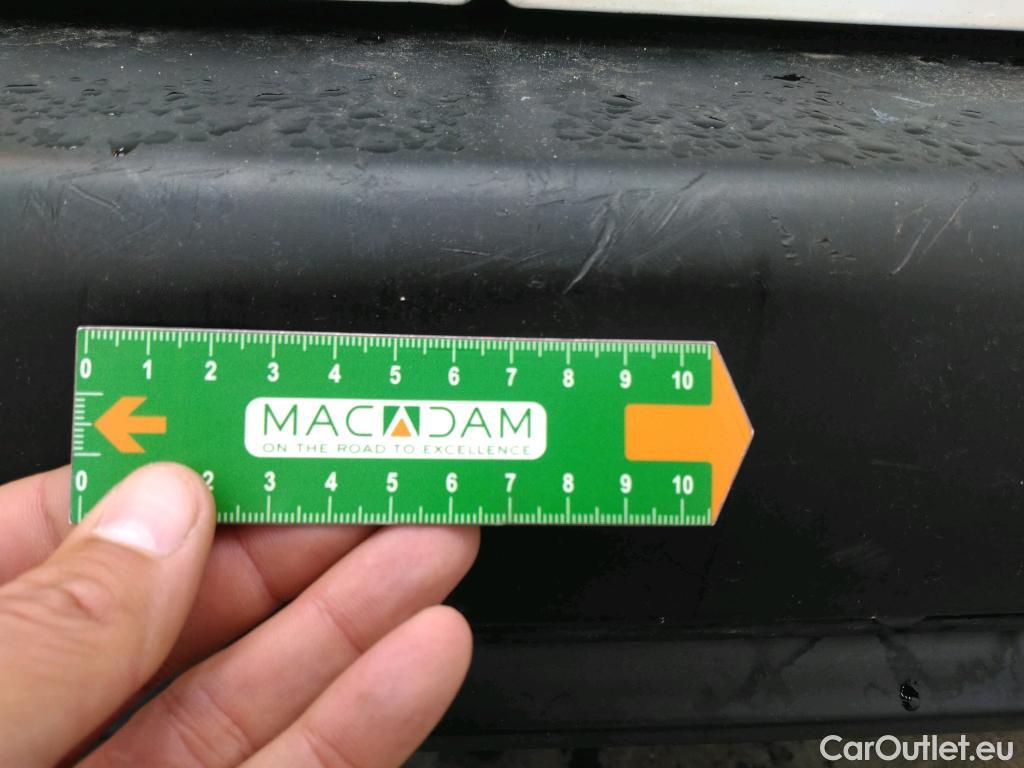 0 1 2 3 4 5 6 7 8 9 10
MACADAM
ON THE ROAD TO EXCELLENCE
0 2 3 4 5 6 7 8 9 10
CarOutlet.eu